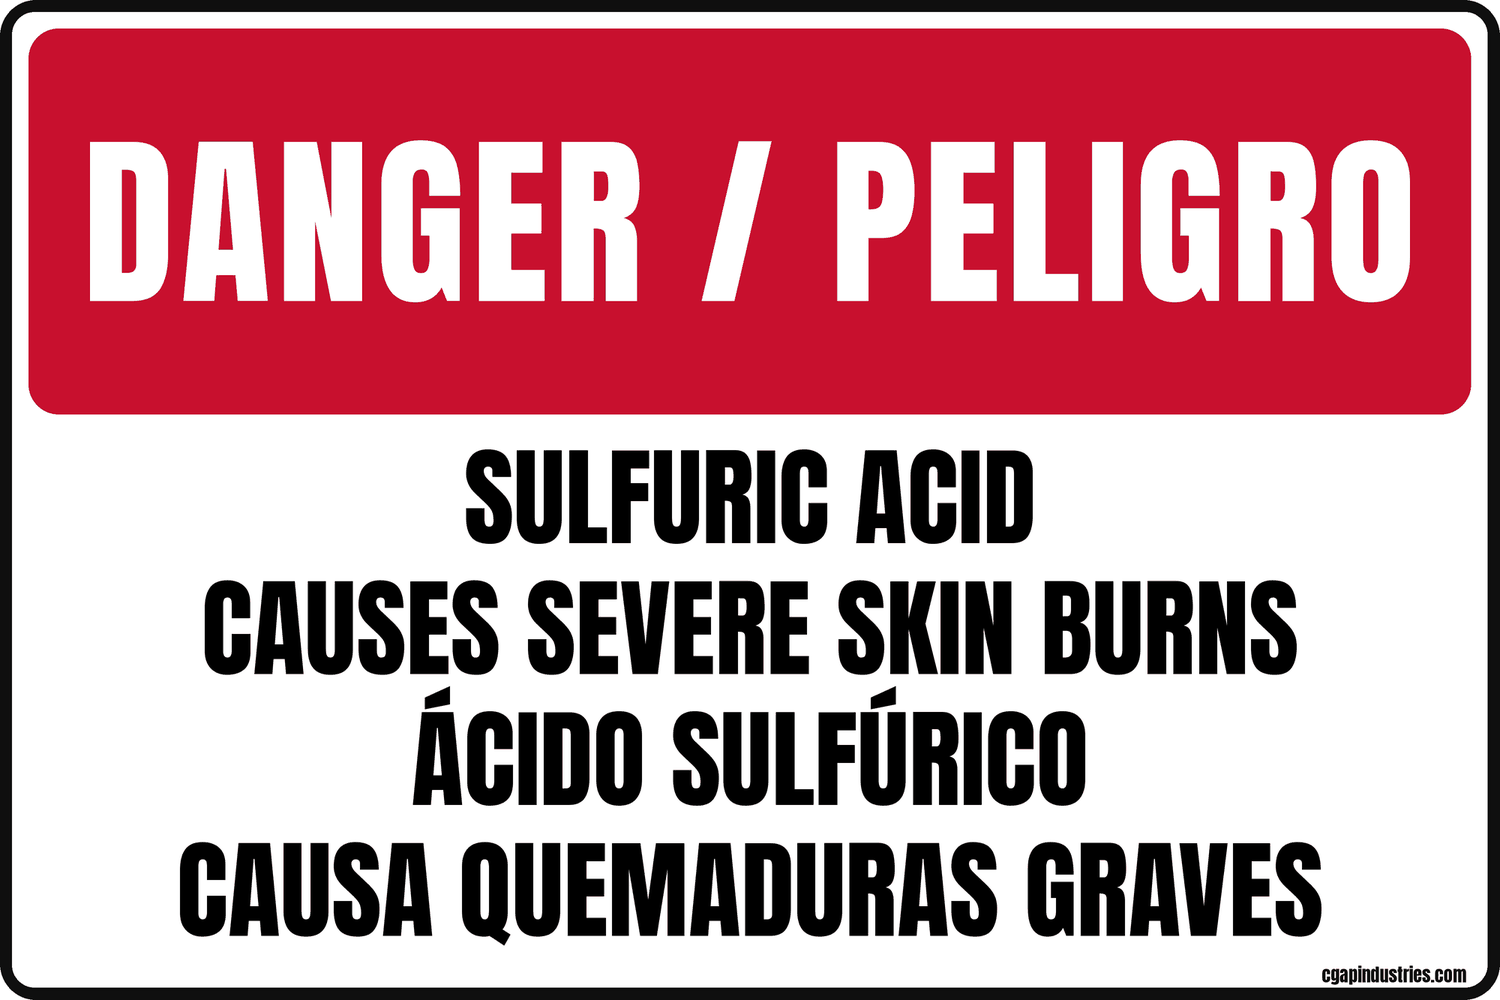 DANGER / PELIGRO
SULFURIC ACID
CAUSES SEVERE SKIN BURNS
ÁCIDO SULFÚRICO
CAUSA QUEMADURAS GRAVES
cgapindustries.com